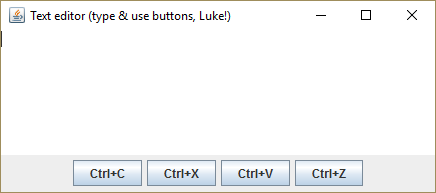 Text editor (type & use buttons, Luke!)
Ctrl+C Ctrl+X Ctrl+V Ctrl+Z